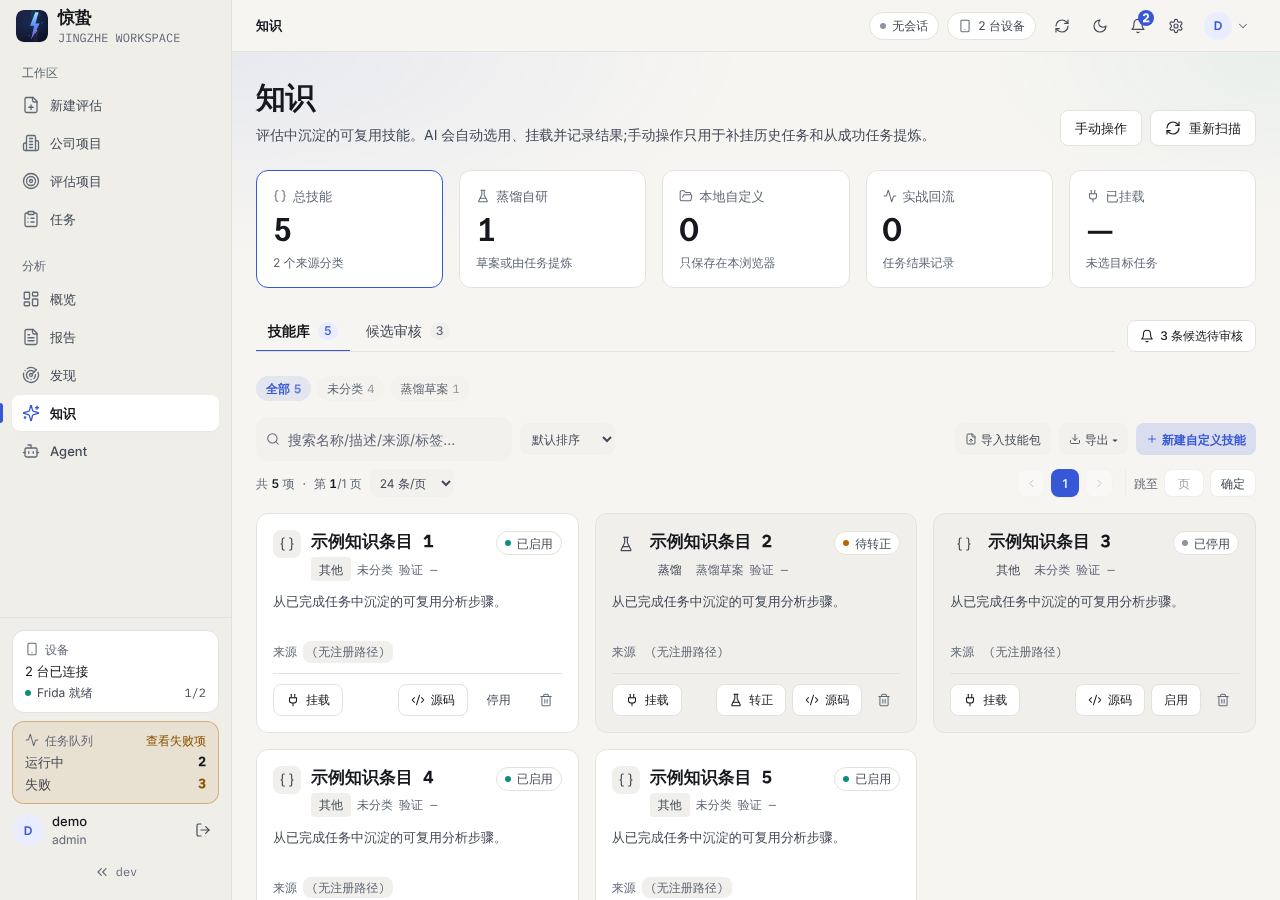 惊蛰
JINGZHE WORKSPACE
工作区
新建评估
公司项目
评估项目
任务
分析
概览
报告
发现
知识
Agent
设备
2 台已连接
Frida 就绪 1/2
任务队列 查看失败项
运行中 2
失败 3
D demo
admin
dev
知识
无会话
2 台设备
2
D
知识
评估中沉淀的可复用技能。AI 会自动选用、挂载并记录结果;手动操作只用于补挂历史任务和从成功任务提炼。
手动操作
重新扫描
总技能
5
2 个来源分类
蒸馏自研
1
草案或由任务提炼
本地自定义
0
只保存在本浏览器
实战回流
0
任务结果记录
已挂载
—
未选目标任务
技能库 5
候选审核 3
3 条候选待审核
全部 5
未分类 4
蒸馏草案 1
搜索名称/描述/来源/标签...
默认排序
导入技能包
导出
+ 新建自定义技能
共 5 项 · 第 1/1 页
24 条/页
1
跳至 页 确定
示例知识条目 1 已启用
其他 未分类 验证 —
从已完成任务中沉淀的可复用分析步骤。
来源 (无注册路径)
挂载 源码 停用
示例知识条目 2 待转正
蒸馏 蒸馏草案 验证 —
从已完成任务中沉淀的可复用分析步骤。
来源 (无注册路径)
挂载 转正 源码
示例知识条目 3 已停用
其他 未分类 验证 —
从已完成任务中沉淀的可复用分析步骤。
来源 (无注册路径)
挂载 源码 启用
示例知识条目 4 已启用
其他 未分类 验证 —
从已完成任务中沉淀的可复用分析步骤。
来源 (无注册路径)
示例知识条目 5 已启用
其他 未分类 验证 —
从已完成任务中沉淀的可复用分析步骤。
来源 (无注册路径)